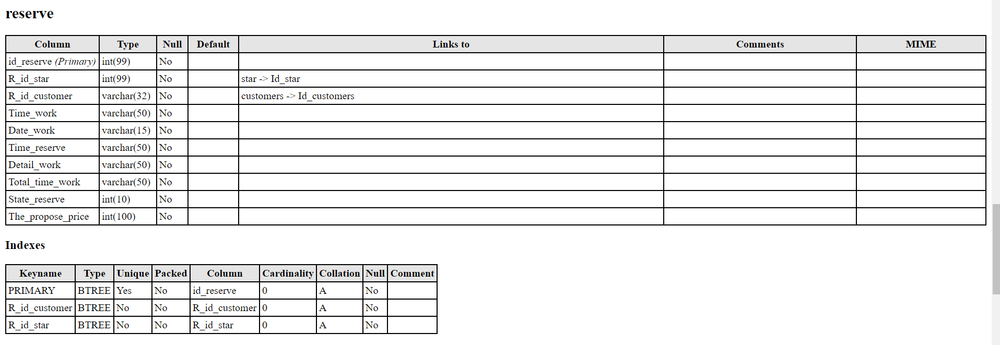 reserve
Column Type Null Default Links to Comments MIME
id_reserve (Primary) int(99) No
R_id_star int(99) No star -> Id_star
R_id_customer varchar(32) No customers -> Id_customers
Time_work varchar(50) No
Date_work varchar(15) No
Time_reserve varchar(50) No
Detail_work varchar(50) No
Total_time_work varchar(50) No
State_reserve int(10) No
The_propose_price int(100) No
Indexes
Keyname Type Unique Packed Column Cardinality Collation Null Comment
PRIMARY BTREE Yes No id_reserve 0 A No
R_id_customer BTREE No No R_id_customer 0 A No
R_id_star BTREE No No R_id_star 0 A No